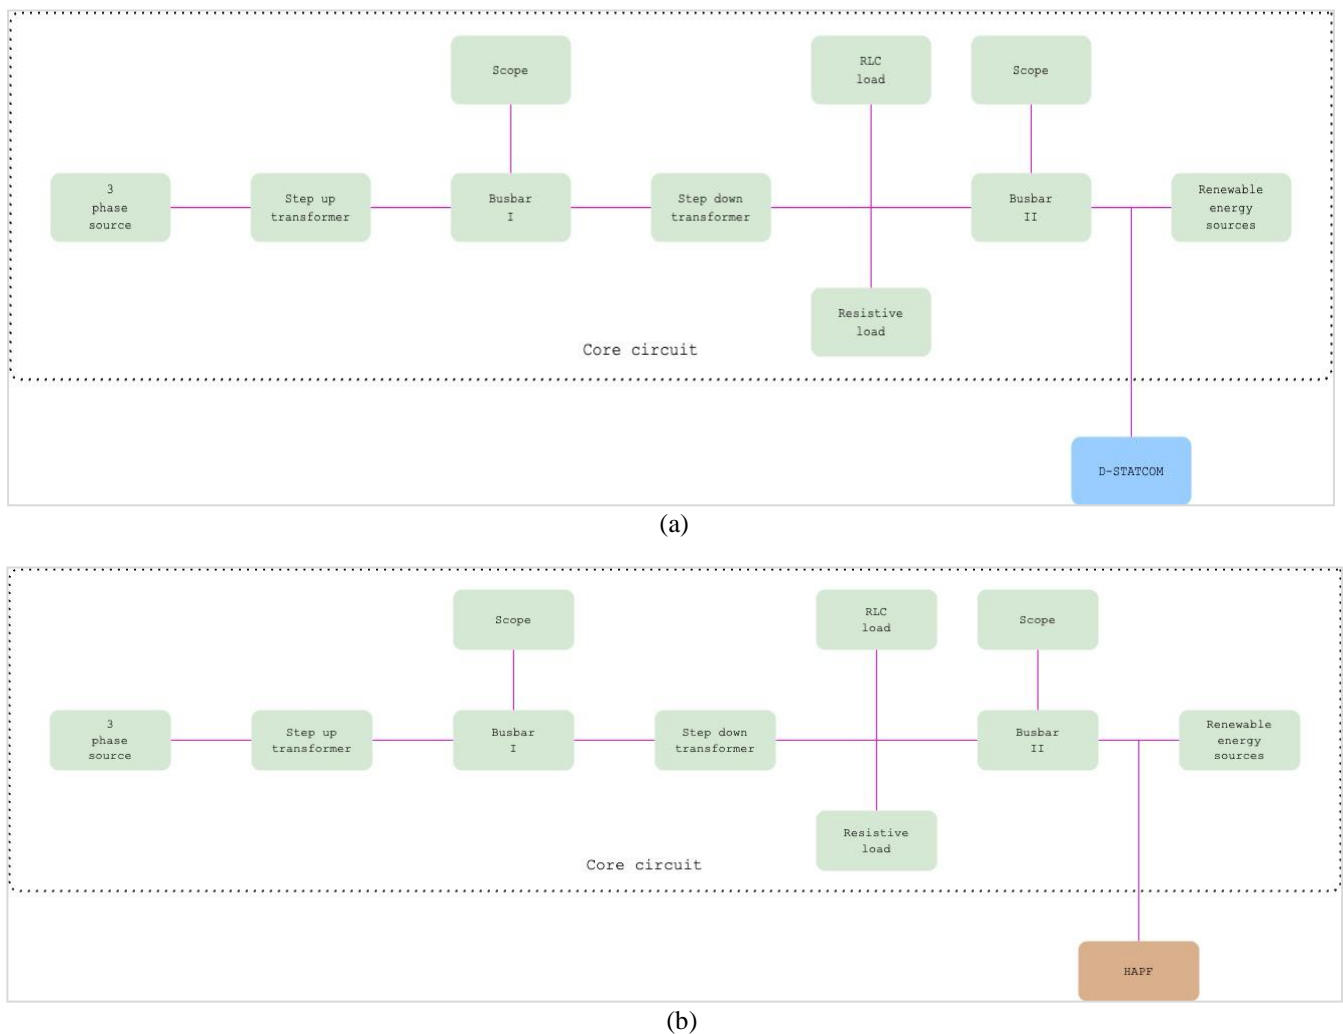 Scope
RLC
load
Scope
3
phase
source
Step up
transformer
Busbar
I
Step down
transformer
Busbar
II
Renewable
energy
sources
Resistive
load
Core circuit
D-STATCOM
(a)
Scope
RLC
load
Scope
3
phase
source
Step up
transformer
Busbar
I
Step down
transformer
Busbar
II
Renewable
energy
sources
Resistive
load
Core circuit
HAPF
(b)